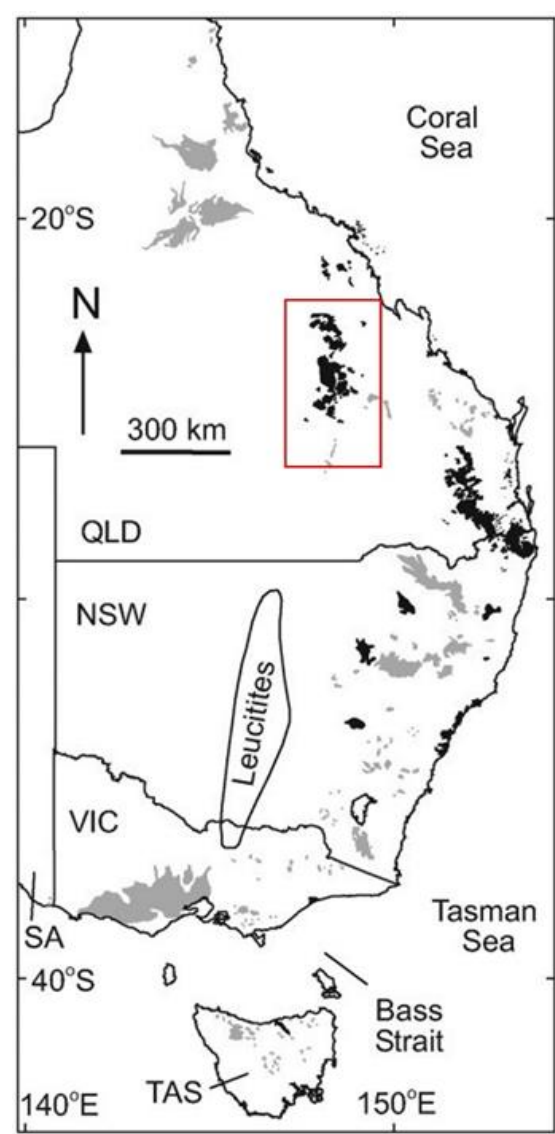 Coral
Sea
20°S
N
300 km
QLD
NSW
Leucitites
VIC
SA
Tasman
Sea
40°S
Bass
Strait
TAS
140°E
150°E